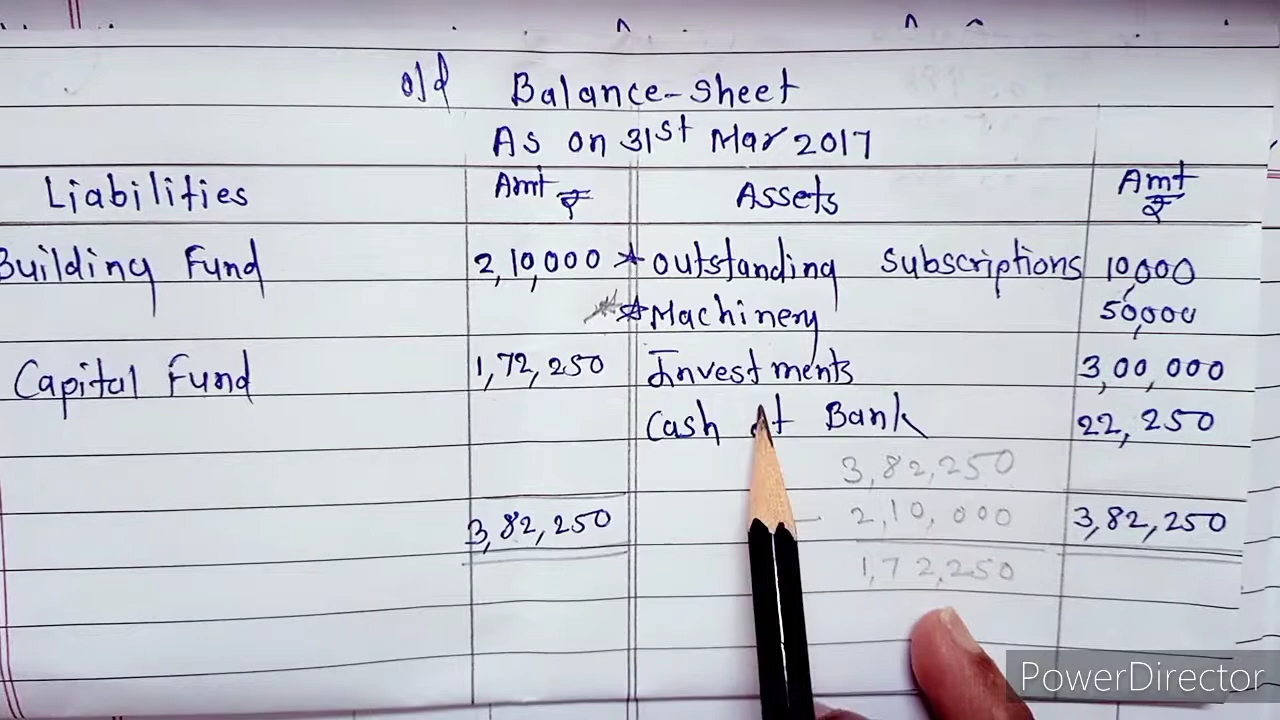 old Balance-Sheet
As on 31st Mar 2017
Liabilities Amt ₹ Assets Amt ₹
Building Fund 2,10,000 * outstanding subscriptions 10,000
* Machinery 50,000
Capital Fund 1,72,250 Investments 3,00,000
Cash at Bank 22,250
3,82,250
3,82,250 - 2,10,000 3,82,250
1,72,250
PowerDirector